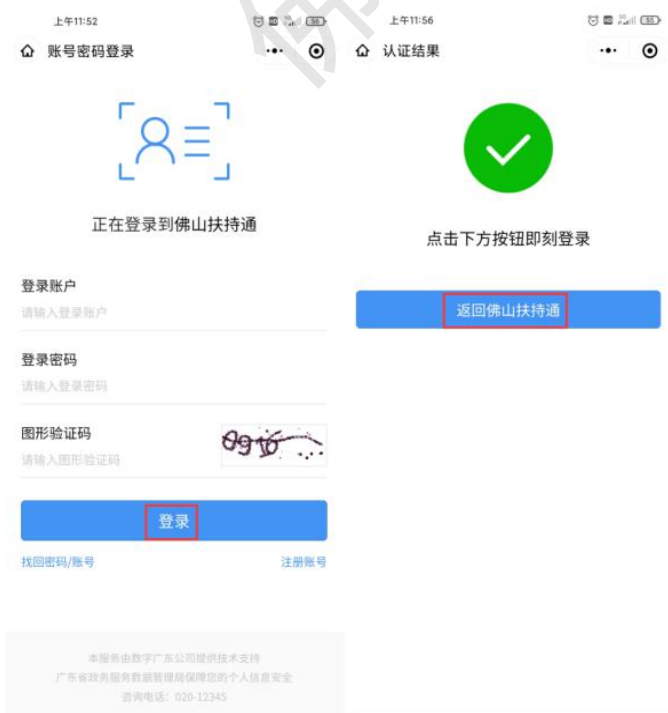 上午11:52
账号密码登录
正在登录到佛山扶持通
登录账户
请输入登录账户
登录密码
请输入登录密码
图形验证码
请输入图形验证码
登录
找回密码/账号
注册账号
本服务由数字广东公司提供技术支持
广东省政务服务数据管理局保障您的个人信息安全
咨询电话：020-12345
上午11:56
认证结果
点击下方按钮即刻登录
返回佛山扶持通